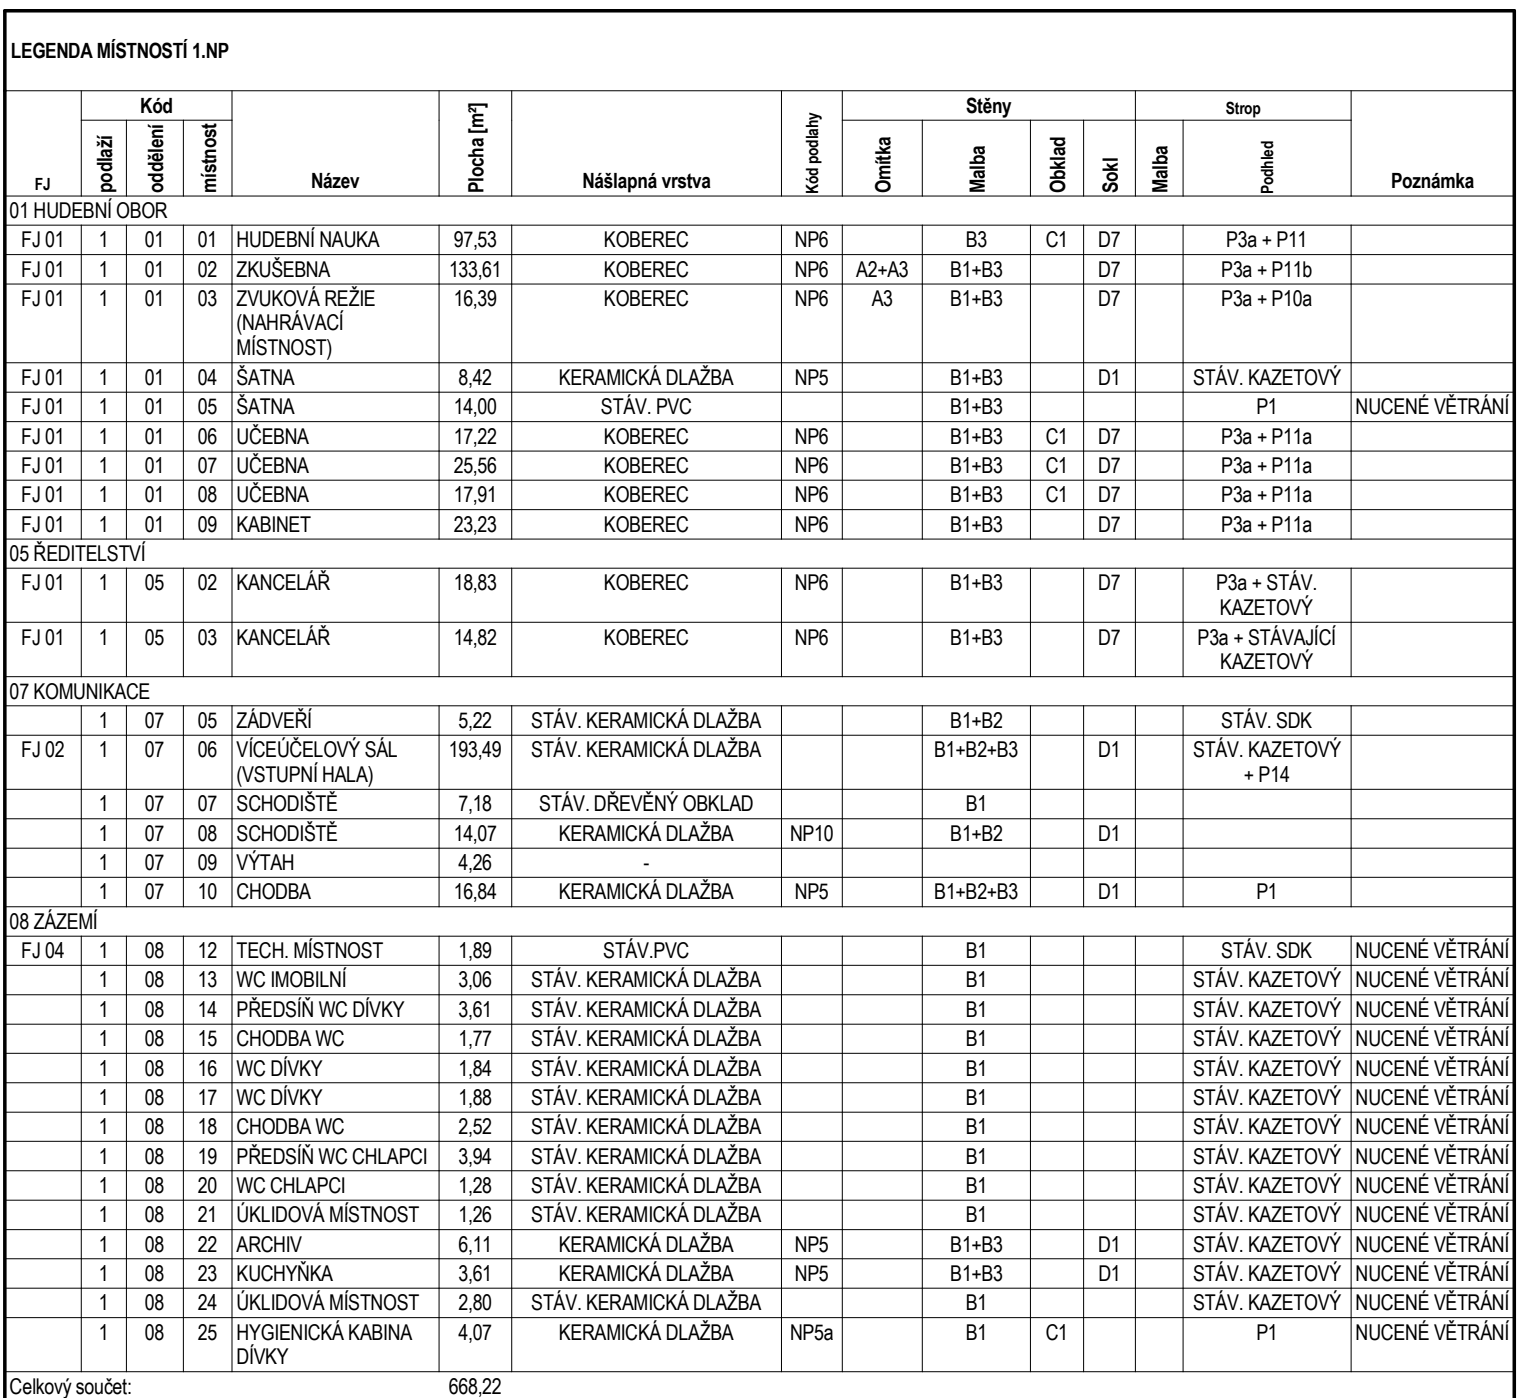 LEGENDA MÍSTNOSTÍ 1.NP
Kód Stěny Strop
FJ podlaží oddělení místnost Název Plocha [m²] Nášlapná vrstva Kód podlahy Omítka Malba Obklad Sokl Malba Podhled Poznámka
01 HUDEBNÍ OBOR
FJ 01 1 01 01 HUDEBNÍ NAUKA 97,53 KOBEREC NP6 B3 C1 D7 P3a + P11
FJ 01 1 01 02 ZKUŠEBNA 133,61 KOBEREC NP6 A2+A3 B1+B3 D7 P3a + P11b
FJ 01 1 01 03 ZVUKOVÁ REŽIE 16,39 KOBEREC NP6 A3 B1+B3 D7 P3a + P10a
(NAHRÁVACÍ
MÍSTNOST)
FJ 01 1 01 04 ŠATNA 8,42 KERAMICKÁ DLAŽBA NP5 B1+B3 D1 STÁV. KAZETOVÝ
FJ 01 1 01 05 ŠATNA 14,00 STÁV. PVC B1+B3 P1 NUCENÉ VĚTRÁNÍ
FJ 01 1 01 06 UČEBNA 17,22 KOBEREC NP6 B1+B3 C1 D7 P3a + P11a
FJ 01 1 01 07 UČEBNA 25,56 KOBEREC NP6 B1+B3 C1 D7 P3a + P11a
FJ 01 1 01 08 UČEBNA 17,91 KOBEREC NP6 B1+B3 C1 D7 P3a + P11a
FJ 01 1 01 09 KABINET 23,23 KOBEREC NP6 B1+B3 D7 P3a + P11a
05 ŘEDITELSTVÍ
FJ 01 1 05 02 KANCELÁŘ 18,83 KOBEREC NP6 B1+B3 D7 P3a + STÁV.
KAZETOVÝ
FJ 01 1 05 03 KANCELÁŘ 14,82 KOBEREC NP6 B1+B3 D7 P3a + STÁVAJÍCÍ
KAZETOVÝ
07 KOMUNIKACE
1 07 05 ZÁDVEŘÍ 5,22 STÁV. KERAMICKÁ DLAŽBA B1+B2 STÁV. SDK
FJ 02 1 07 06 VÍCEÚČELOVÝ SÁL 193,49 STÁV. KERAMICKÁ DLAŽBA B1+B2+B3 D1 STÁV. KAZETOVÝ
(VSTUPNÍ HALA) + P14
1 07 07 SCHODIŠTĚ 7,18 STÁV. DŘEVĚNÝ OBKLAD B1
1 07 08 SCHODIŠTĚ 14,07 KERAMICKÁ DLAŽBA NP10 B1+B2 D1
1 07 09 VÝTAH 4,26 -
1 07 10 CHODBA 16,84 KERAMICKÁ DLAŽBA NP5 B1+B2+B3 D1 P1
08 ZÁZEMÍ
FJ 04 1 08 12 TECH. MÍSTNOST 1,89 STÁV.PVC B1 STÁV. SDK NUCENÉ VĚTRÁNÍ
1 08 13 WC IMOBILNÍ 3,06 STÁV. KERAMICKÁ DLAŽBA B1 STÁV. KAZETOVÝ NUCENÉ VĚTRÁNÍ
1 08 14 PŘEDSÍŇ WC DÍVKY 3,61 STÁV. KERAMICKÁ DLAŽBA B1 STÁV. KAZETOVÝ NUCENÉ VĚTRÁNÍ
1 08 15 CHODBA WC 1,77 STÁV. KERAMICKÁ DLAŽBA B1 STÁV. KAZETOVÝ NUCENÉ VĚTRÁNÍ
1 08 16 WC DÍVKY 1,84 STÁV. KERAMICKÁ DLAŽBA B1 STÁV. KAZETOVÝ NUCENÉ VĚTRÁNÍ
1 08 17 WC DÍVKY 1,88 STÁV. KERAMICKÁ DLAŽBA B1 STÁV. KAZETOVÝ NUCENÉ VĚTRÁNÍ
1 08 18 CHODBA WC 2,52 STÁV. KERAMICKÁ DLAŽBA B1 STÁV. KAZETOVÝ NUCENÉ VĚTRÁNÍ
1 08 19 PŘEDSÍŇ WC CHLAPCI 3,94 STÁV. KERAMICKÁ DLAŽBA B1 STÁV. KAZETOVÝ NUCENÉ VĚTRÁNÍ
1 08 20 WC CHLAPCI 1,28 STÁV. KERAMICKÁ DLAŽBA B1 STÁV. KAZETOVÝ NUCENÉ VĚTRÁNÍ
1 08 21 ÚKLIDOVÁ MÍSTNOST 1,26 STÁV. KERAMICKÁ DLAŽBA B1 STÁV. KAZETOVÝ NUCENÉ VĚTRÁNÍ
1 08 22 ARCHIV 6,11 KERAMICKÁ DLAŽBA NP5 B1+B3 D1 STÁV. KAZETOVÝ NUCENÉ VĚTRÁNÍ
1 08 23 KUCHYŇKA 3,61 KERAMICKÁ DLAŽBA NP5 B1+B3 D1 STÁV. KAZETOVÝ NUCENÉ VĚTRÁNÍ
1 08 24 ÚKLIDOVÁ MÍSTNOST 2,80 STÁV. KERAMICKÁ DLAŽBA B1 STÁV. KAZETOVÝ NUCENÉ VĚTRÁNÍ
1 08 25 HYGIENICKÁ KABINA 4,07 KERAMICKÁ DLAŽBA NP5a B1 C1 P1 NUCENÉ VĚTRÁNÍ
DÍVKY
Celkový součet: 668,22